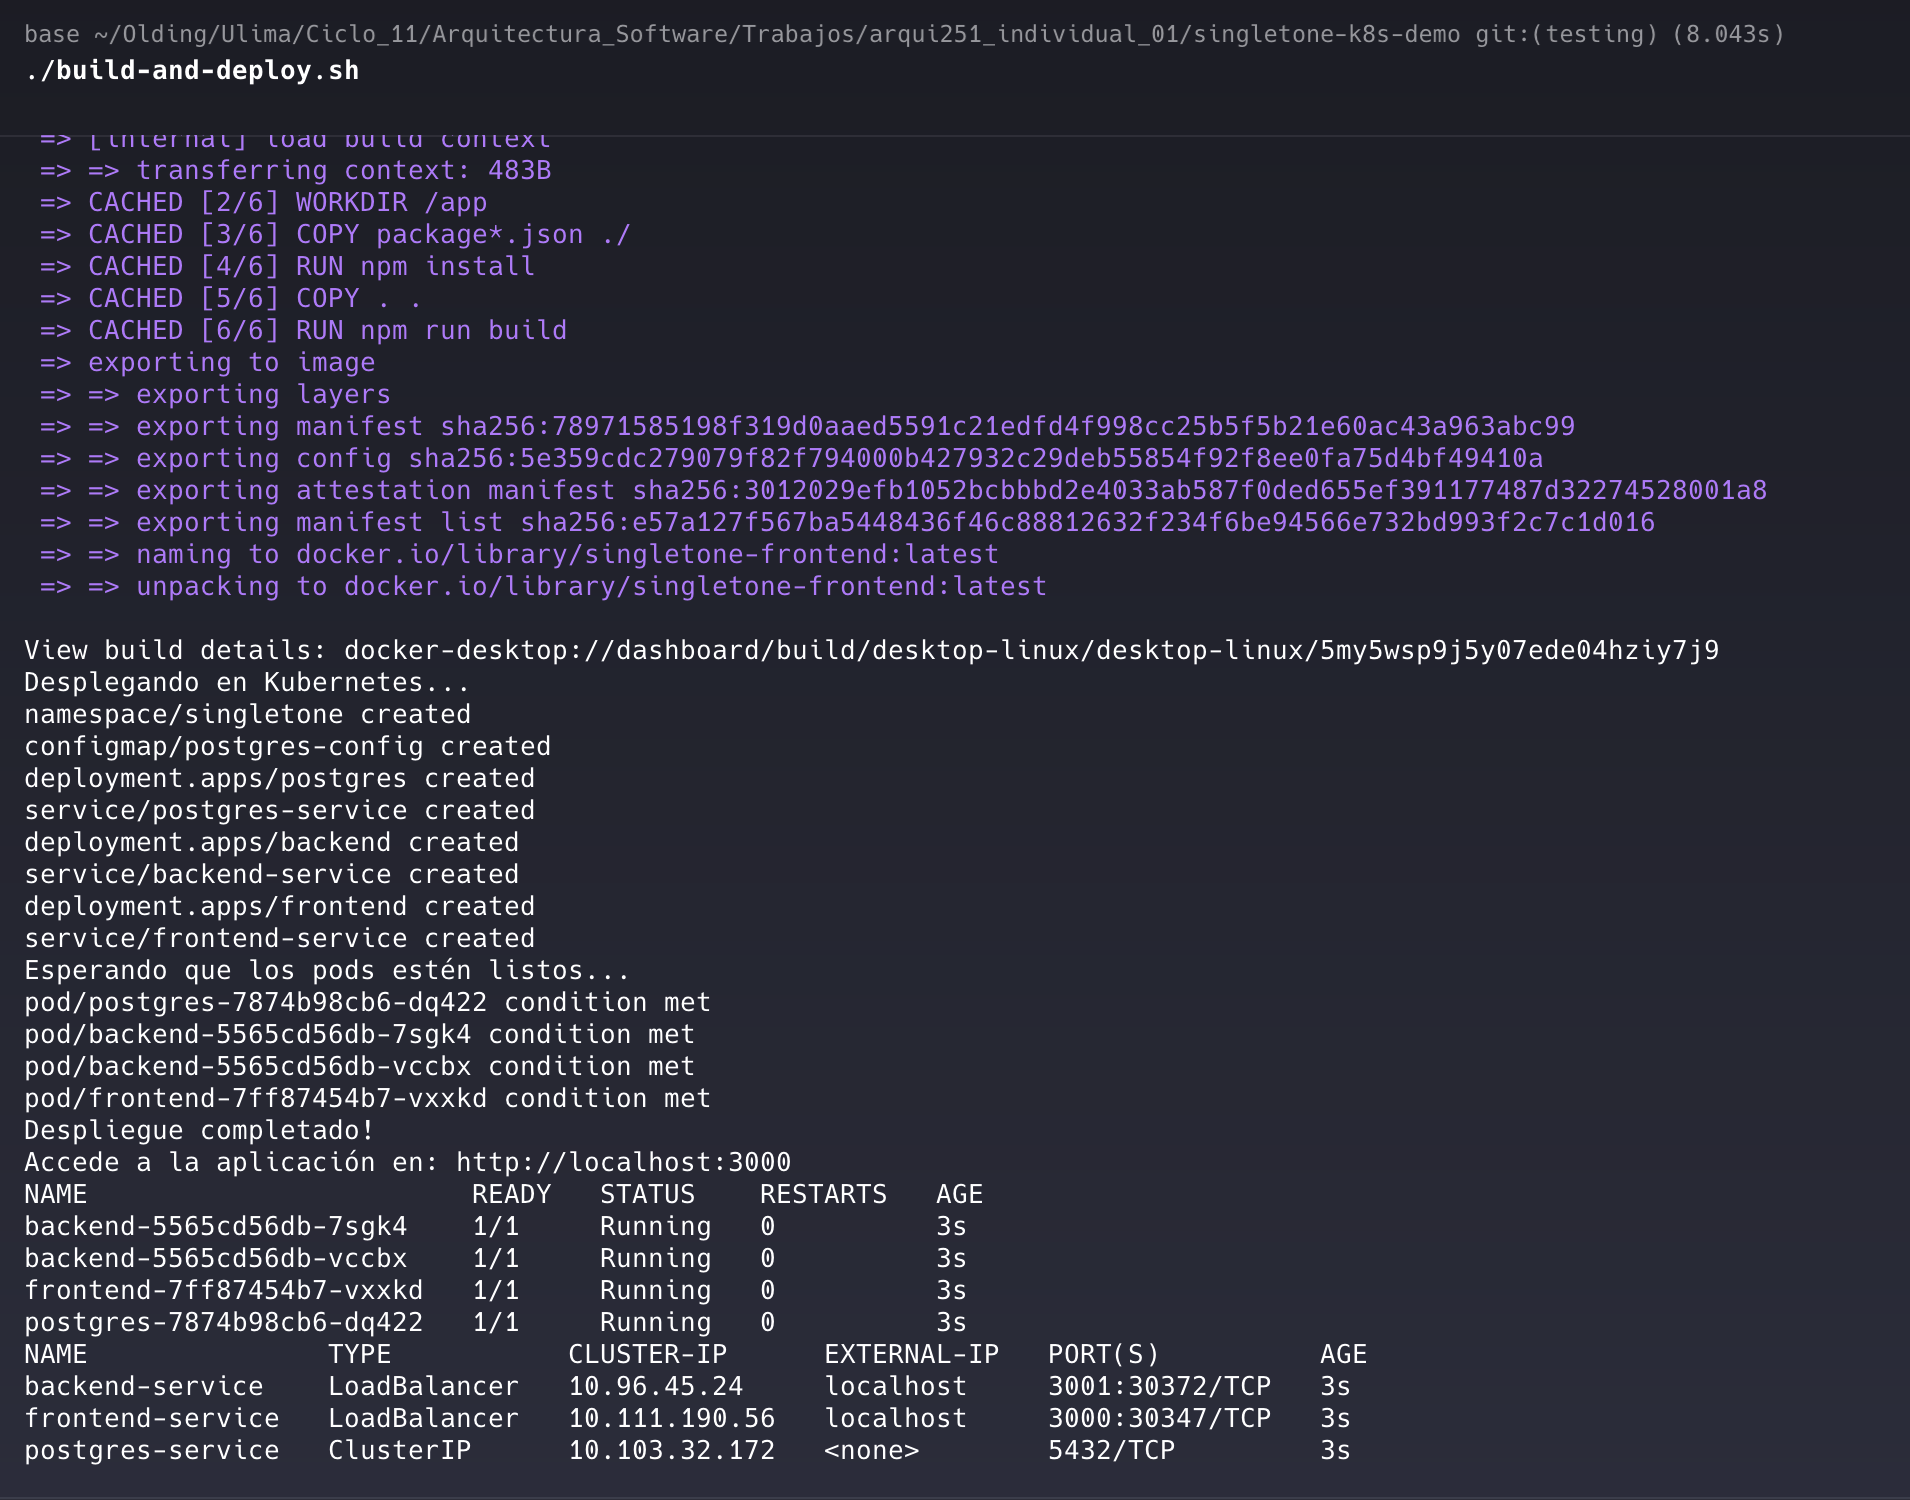 base ~/Olding/Ulima/Ciclo_11/Arquitectura_Software/Trabajos/arqui251_individual_01/singletone-k8s-demo git:(testing) (8.043s)
./build-and-deploy.sh
=> [internal] load build context
=> => transferring context: 483B
=> CACHED [2/6] WORKDIR /app
=> CACHED [3/6] COPY package*.json ./
=> CACHED [4/6] RUN npm install
=> CACHED [5/6] COPY . .
=> CACHED [6/6] RUN npm run build
=> exporting to image
=> => exporting layers
=> => exporting manifest sha256:78971585198f319d0aaed5591c21edfd4f998cc25b5f5b21e60ac43a963abc99
=> => exporting config sha256:5e359cdc279079f82f794000b427932c29deb55854f92f8ee0fa75d4bf49410a
=> => exporting attestation manifest sha256:3012029efb1052bcbbbd2e4033ab587f0ded655ef391177487d32274528001a8
=> => exporting manifest list sha256:e57a127f567ba5448436f46c88812632f234f6be94566e732bd993f2c7c1d016
=> => naming to docker.io/library/singletone-frontend:latest
=> => unpacking to docker.io/library/singletone-frontend:latest
View build details: docker-desktop://dashboard/build/desktop-linux/desktop-linux/5my5wsp9j5y07ede04hziy7j9
Desplegando en Kubernetes...
namespace/singletone created
configmap/postgres-config created
deployment.apps/postgres created
service/postgres-service created
deployment.apps/backend created
service/backend-service created
deployment.apps/frontend created
service/frontend-service created
Esperando que los pods estén listos...
pod/postgres-7874b98cb6-dq422 condition met
pod/backend-5565cd56db-7sgk4 condition met
pod/backend-5565cd56db-vccbx condition met
pod/frontend-7ff87454b7-vxxkd condition met
Despliegue completado!
Accede a la aplicación en: http://localhost:3000
NAME READY STATUS RESTARTS AGE
backend-5565cd56db-7sgk4 1/1 Running 0 3s
backend-5565cd56db-vccbx 1/1 Running 0 3s
frontend-7ff87454b7-vxxkd 1/1 Running 0 3s
postgres-7874b98cb6-dq422 1/1 Running 0 3s
NAME TYPE CLUSTER-IP EXTERNAL-IP PORT(S) AGE
backend-service LoadBalancer 10.96.45.24 localhost 3001:30372/TCP 3s
frontend-service LoadBalancer 10.111.190.56 localhost 3000:30347/TCP 3s
postgres-service ClusterIP 10.103.32.172 <none> 5432/TCP 3s